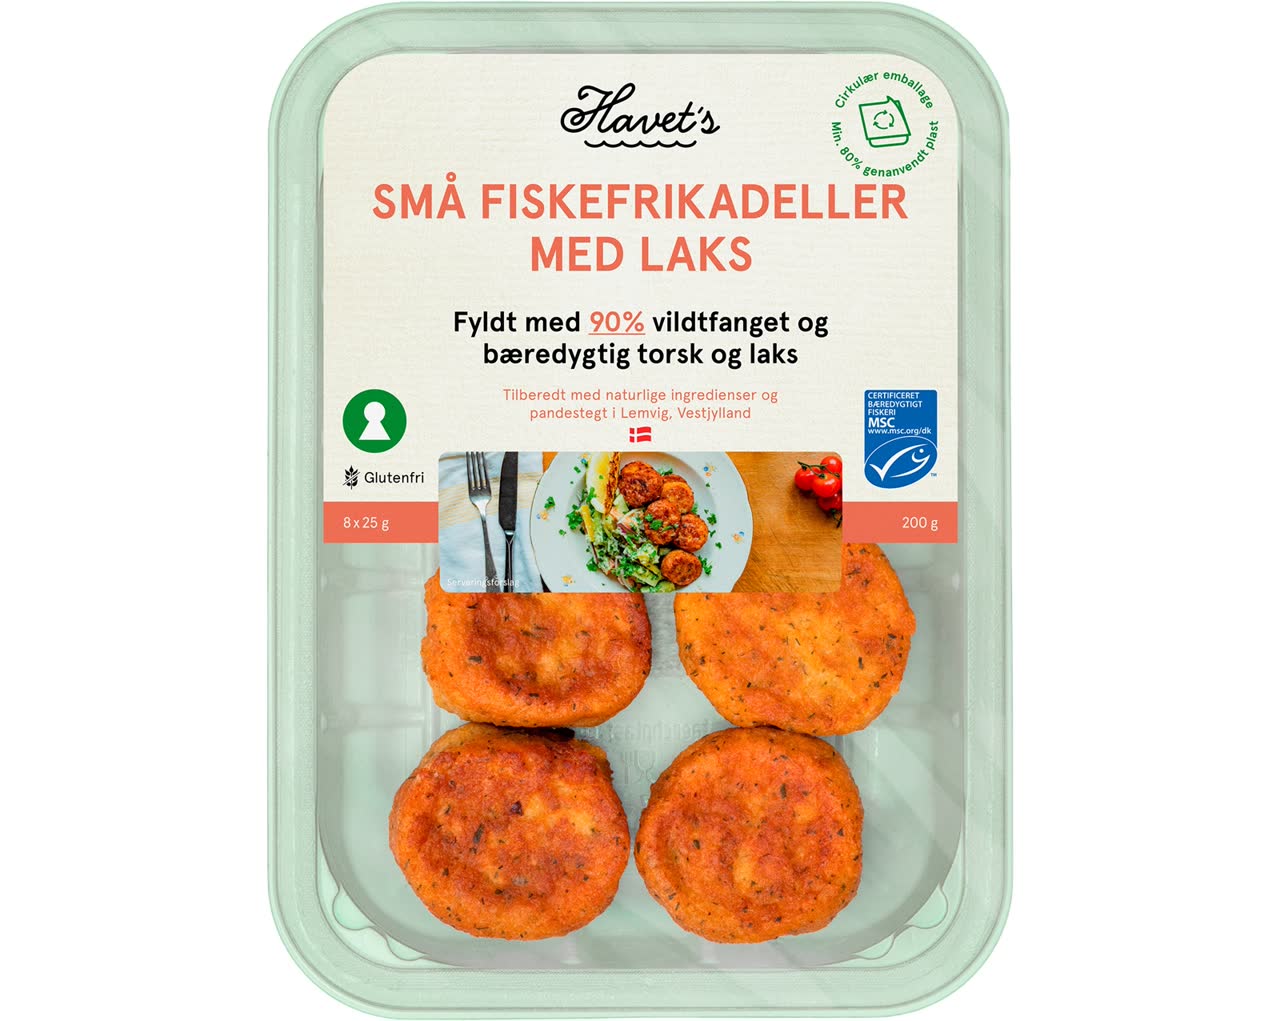 Havet's
Cirkulær emballage
Min. 80% genanvendt plast
SMÅ FISKEFRIKADELLER
MED LAKS
Fyldt med 90% vildtfanget og
bæredygtig torsk og laks
Tilberedt med naturlige ingredienser og
pandestegt i Lemvig, Vestjylland
CERTIFICERET
BÆREDYGTIGT
FISKERI
MSC
www.msc.org/dk
TM
Glutenfri
8 x 25 g
200 g
Serveringsforslag